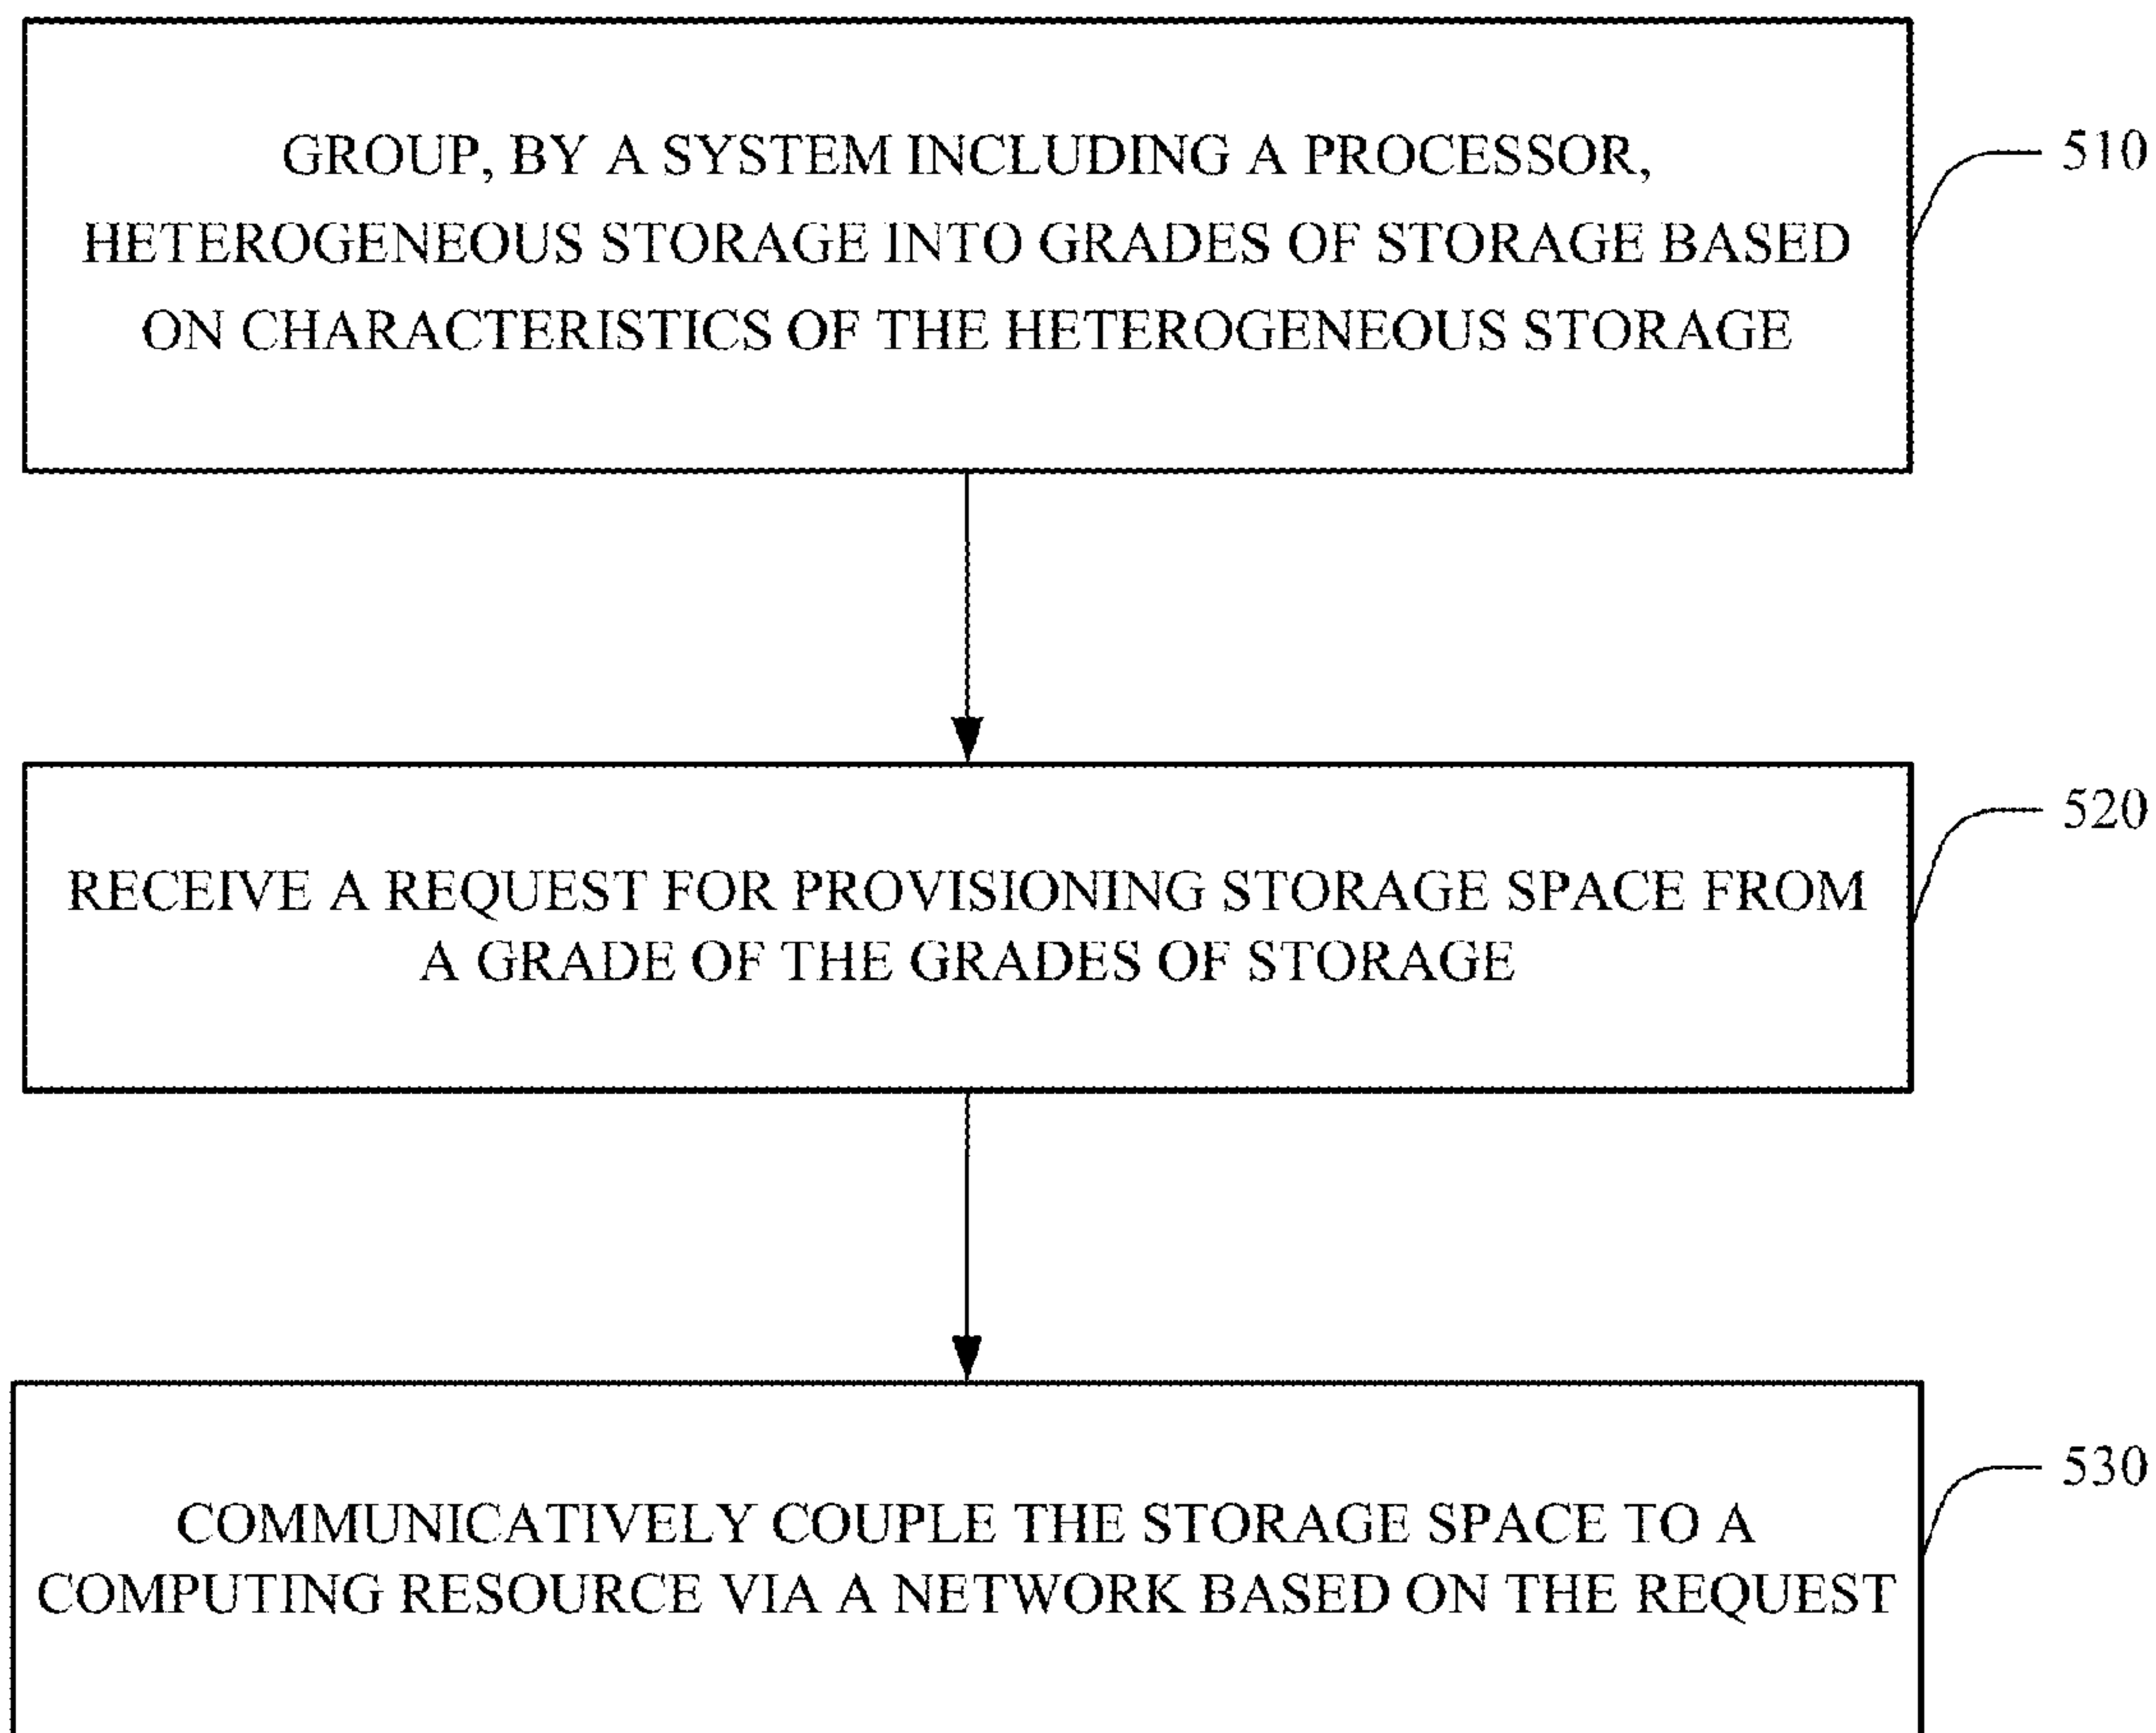 GROUP, BY A SYSTEM INCLUDING A PROCESSOR,
HETEROGENEOUS STORAGE INTO GRADES OF STORAGE BASED
ON CHARACTERISTICS OF THE HETEROGENEOUS STORAGE
510
RECEIVE A REQUEST FOR PROVISIONING STORAGE SPACE FROM
A GRADE OF THE GRADES OF STORAGE
520
COMMUNICATIVELY COUPLE THE STORAGE SPACE TO A
COMPUTING RESOURCE VIA A NETWORK BASED ON THE REQUEST
530